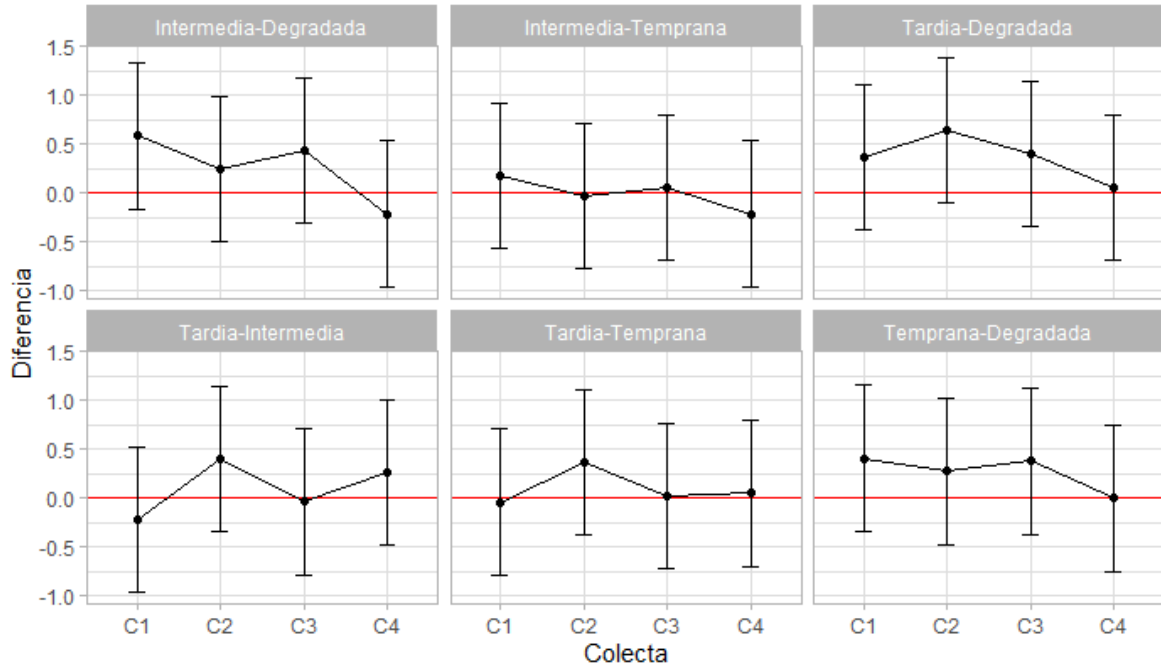 Intermedia-Degradada
Intermedia-Temprana
Tardia-Degradada
1.5
1.0
0.5
0.0
-0.5
-1.0
Diferencia
Tardia-Intermedia
Tardia-Temprana
Temprana-Degradada
1.5
1.0
0.5
0.0
-0.5
-1.0
C1 C2 C3 C4
C1 C2 C3 C4
C1 C2 C3 C4
Colecta